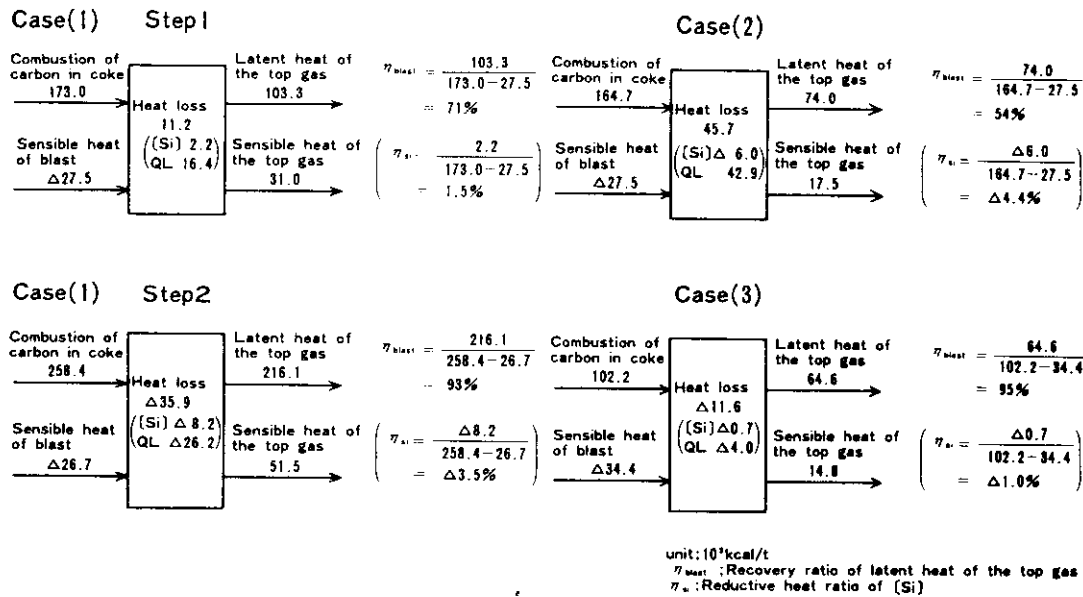 Case(1) Step1
Combustion of
carbon in coke
173.0
Latent heat of
the top gas
103.3
Heat loss
11.2
([Si] 2.2
QL 16.4)
Sensible heat
of blast
Δ27.5
Sensible heat of
the top gas
31.0
η blast = 103.3 / 173.0-27.5
= 71%
( η si = 2.2 / 173.0-27.5
= 1.5% )
Case(2)
Combustion of
carbon in coke
164.7
Latent heat of
the top gas
74.0
Heat loss
45.7
([Si]Δ 6.0
QL 42.9)
Sensible heat
of blast
Δ27.5
Sensible heat of
the top gas
17.5
η blast = 74.0 / 164.7-27.5
= 54%
( η si = Δ6.0 / 164.7-27.5
= Δ4.4% )
Case(1) Step2
Combustion of
carbon in coke
258.4
Latent heat of
the top gas
216.1
Heat loss
Δ35.9
([Si] Δ8.2
QL Δ26.2)
Sensible heat
of blast
Δ26.7
Sensible heat of
the top gas
51.5
η blast = 216.1 / 258.4-26.7
= 93%
( η si = Δ8.2 / 258.4-26.7
= Δ3.5% )
Case(3)
Combustion of
carbon in coke
102.2
Latent heat of
the top gas
64.6
Heat loss
Δ11.6
([Si]Δ0.7
QL Δ4.0)
Sensible heat
of blast
Δ34.4
Sensible heat of
the top gas
14.8
η blast = 64.6 / 102.2-34.4
= 95%
( η si = Δ0.7 / 102.2-34.4
= Δ1.0% )
unit;10³kcal/t
η blast ;Recovery ratio of latent heat of the top gas
η si ;Reductive heat ratio of [Si]